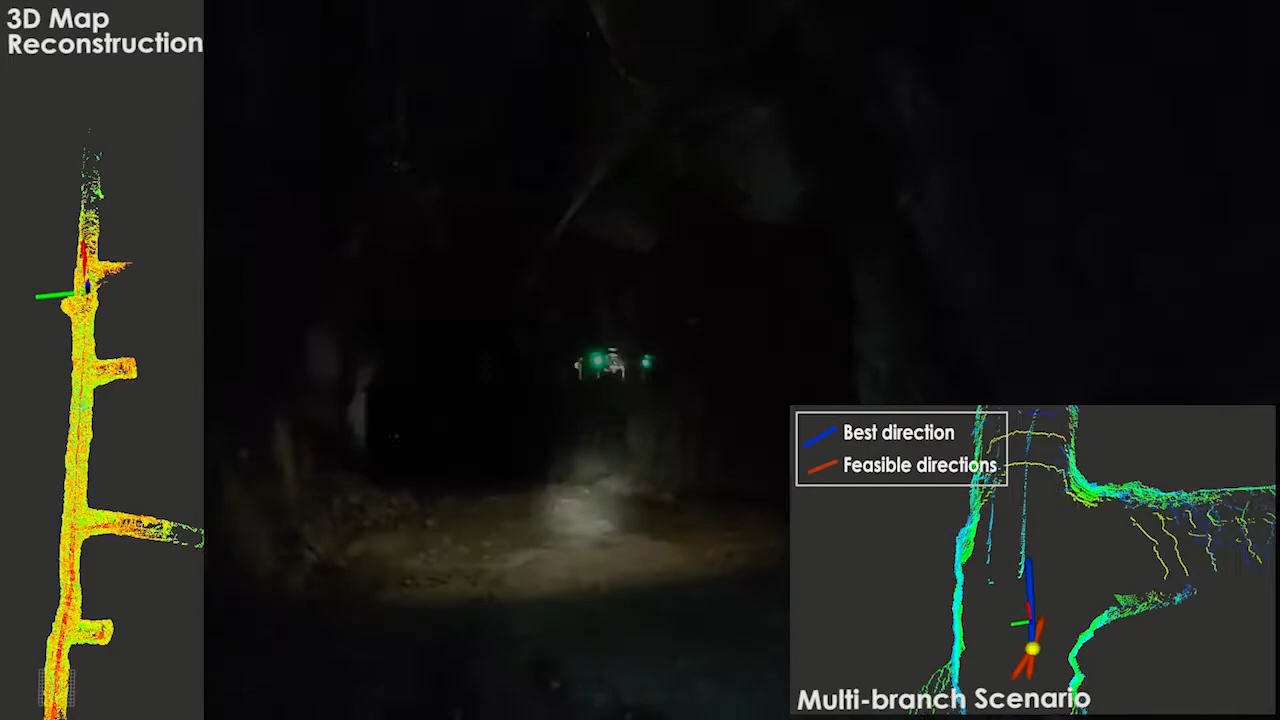 3D Map
Reconstruction
Best direction
Feasible directions
Multi-branch Scenario